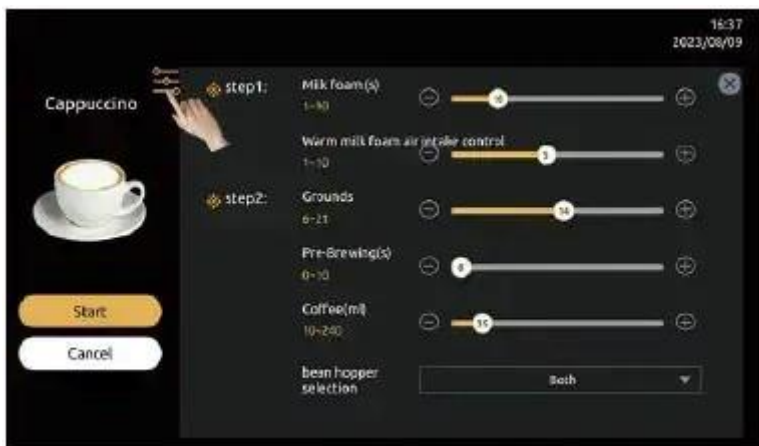 16:37
2023/08/09
Cappuccino
step1:
Milk foam(s)
1~90
10
Warm milk foam air intake control
1~10
5
step2:
Grounds
6~21
14
Pre-Brewing(s)
0~10
0
Coffee(ml)
10~240
35
bean hopper
selection
Both
Start
Cancel